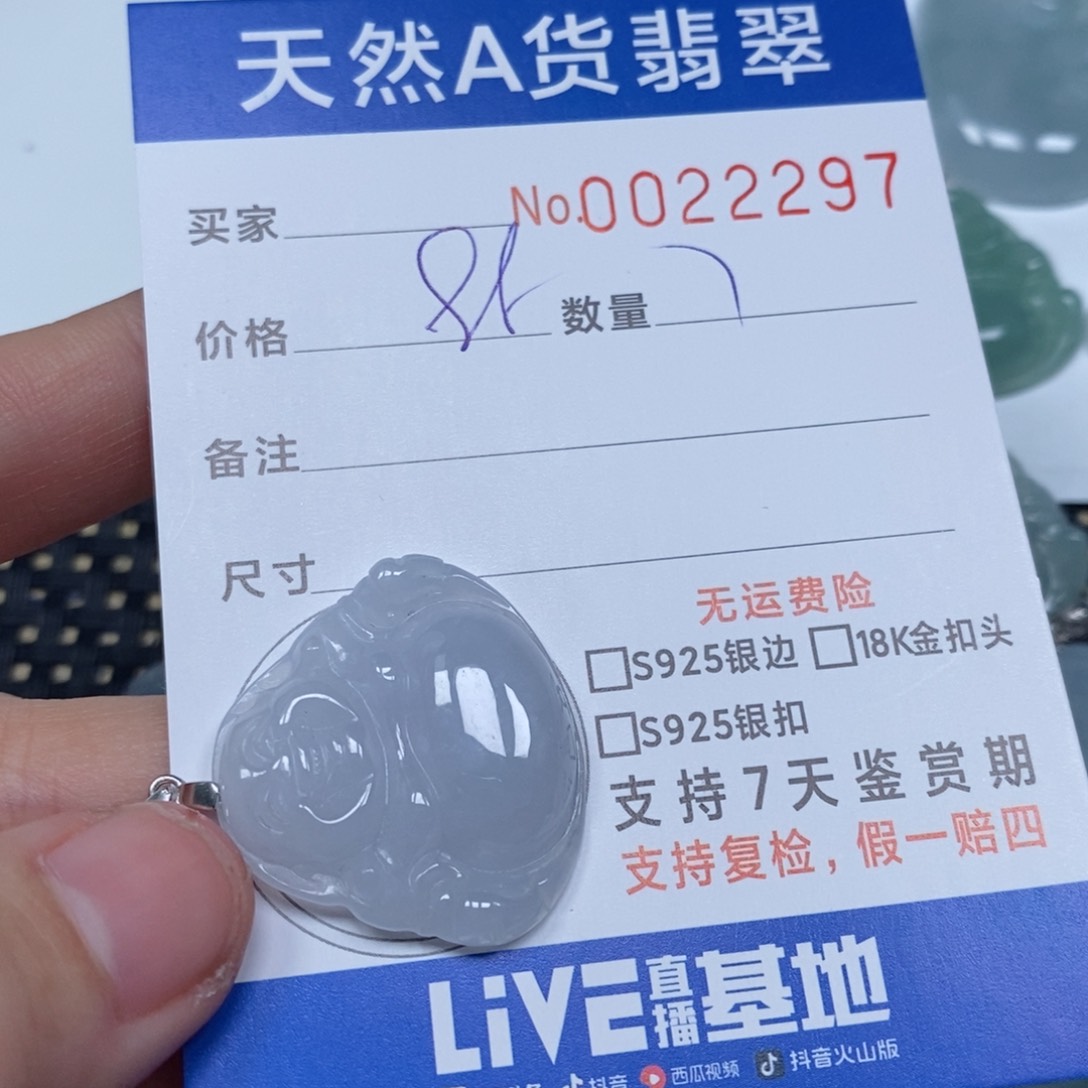 天然A货翡翠
买家 No.0022297
价格 数量
备注
尺寸
无运费险
□S925银边 □18K金扣头
□S925银扣
支持7天鉴赏期
支持复检，假一赔四
LiVE直播基地
抖音 西瓜视频 抖音火山版